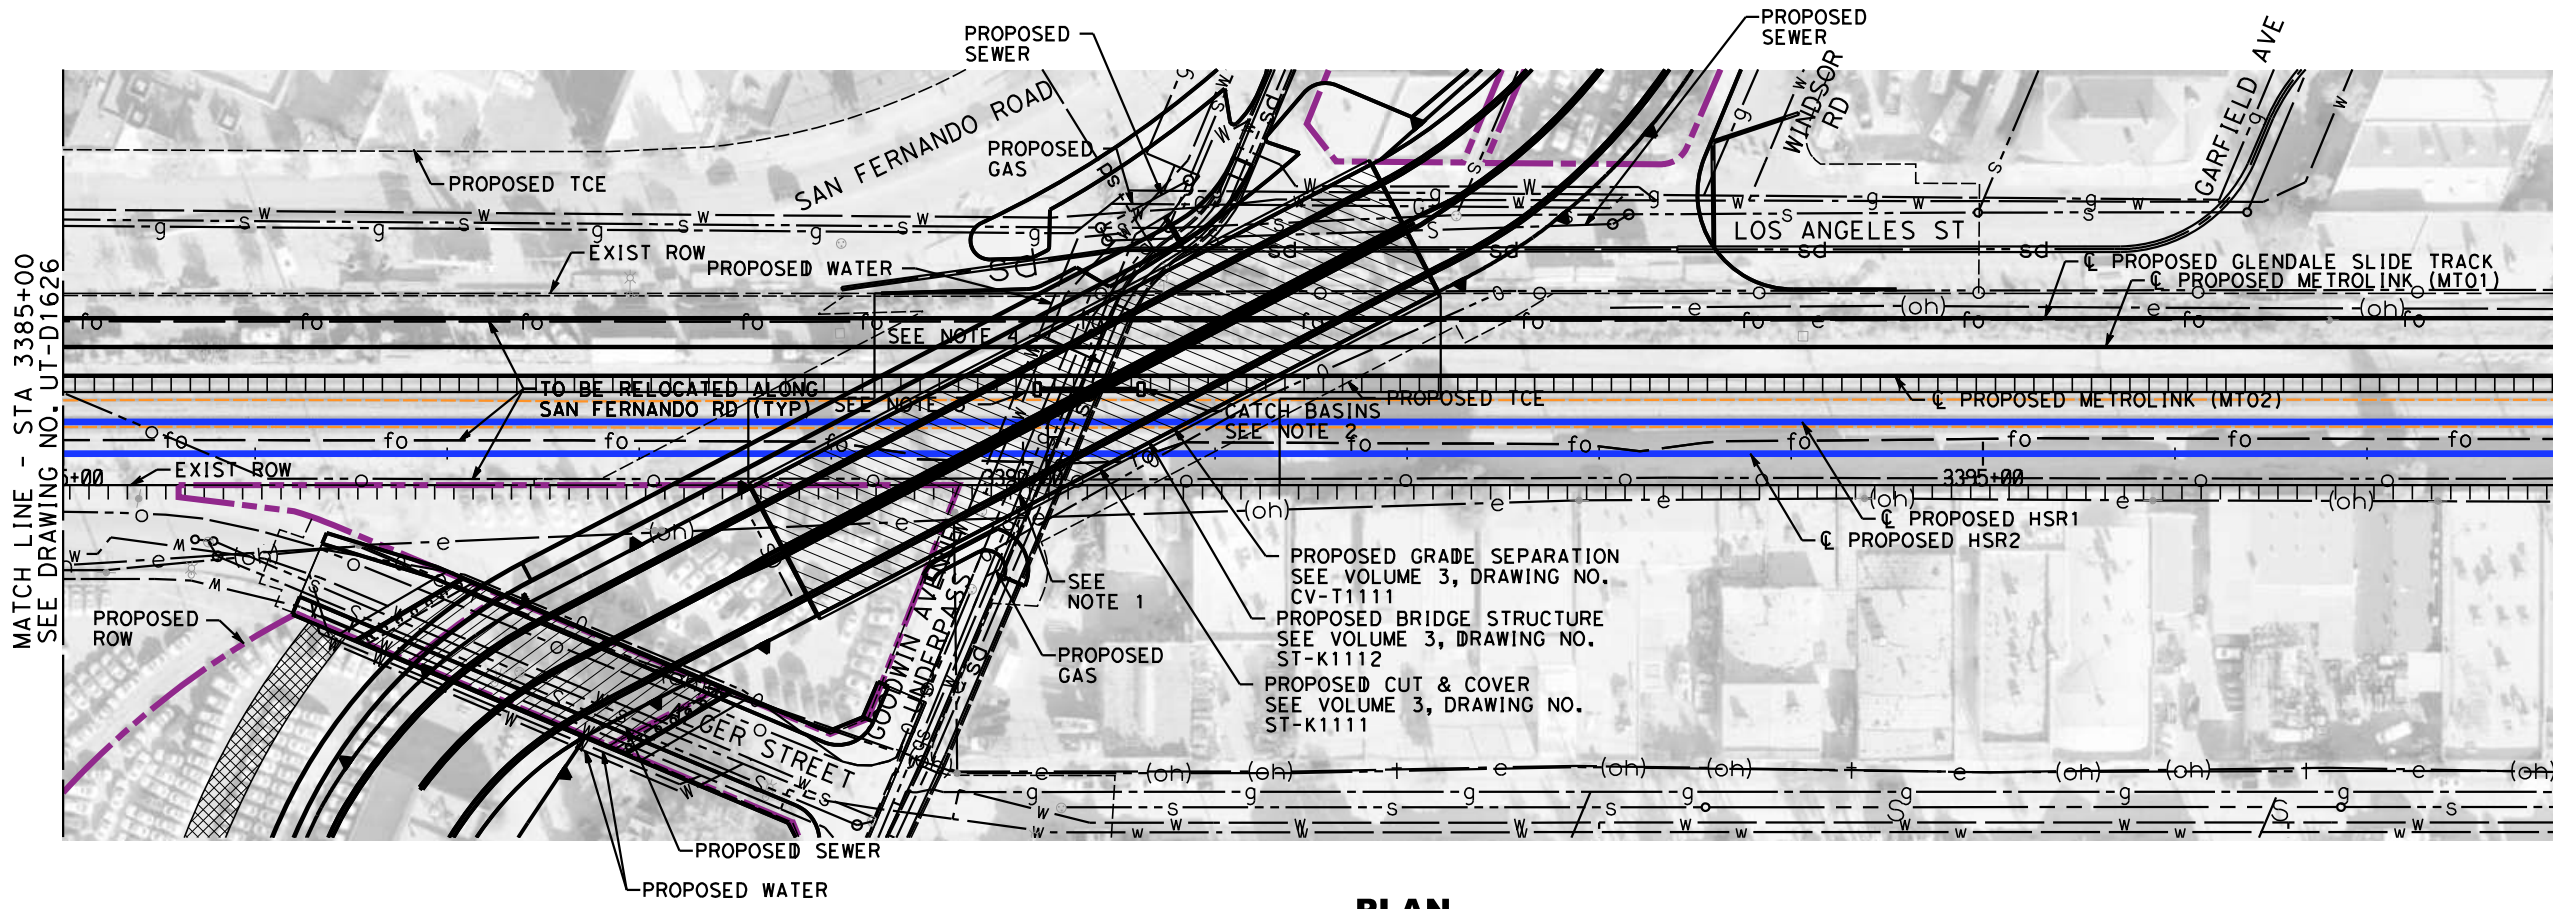 PROPOSED
SEWER
PROPOSED
SEWER
SAN FERNANDO ROAD
PROPOSED
GAS
WINDSOR
RD
GARFIELD AVE
PROPOSED TCE
LOS ANGELES ST
EXIST ROW
PROPOSED WATER
℄ PROPOSED GLENDALE SLIDE TRACK
℄ PROPOSED METROLINK (MT01)
MATCH LINE - STA 3385+00
SEE DRAWING NO. UT-D1626
SEE NOTE 4
TO BE RELOCATED ALONG
SAN FERNANDO RD (TYP)
SEE NOTE 3
PROPOSED TCE
℄ PROPOSED METROLINK (MT02)
CATCH BASINS
SEE NOTE 2
EXIST ROW
5+00
3390+00
3395+00
℄ PROPOSED HSR1
℄ PROPOSED HSR2
PROPOSED GRADE SEPARATION
SEE VOLUME 3, DRAWING NO.
CV-T1111
SEE
NOTE 1
PROPOSED
ROW
PROPOSED BRIDGE STRUCTURE
SEE VOLUME 3, DRAWING NO.
ST-K1112
PROPOSED
GAS
GOODWIN AVENUE
UNDERPASS
PROPOSED CUT & COVER
SEE VOLUME 3, DRAWING NO.
ST-K1111
STREET
PROPOSED SEWER
PROPOSED WATER
PLAN